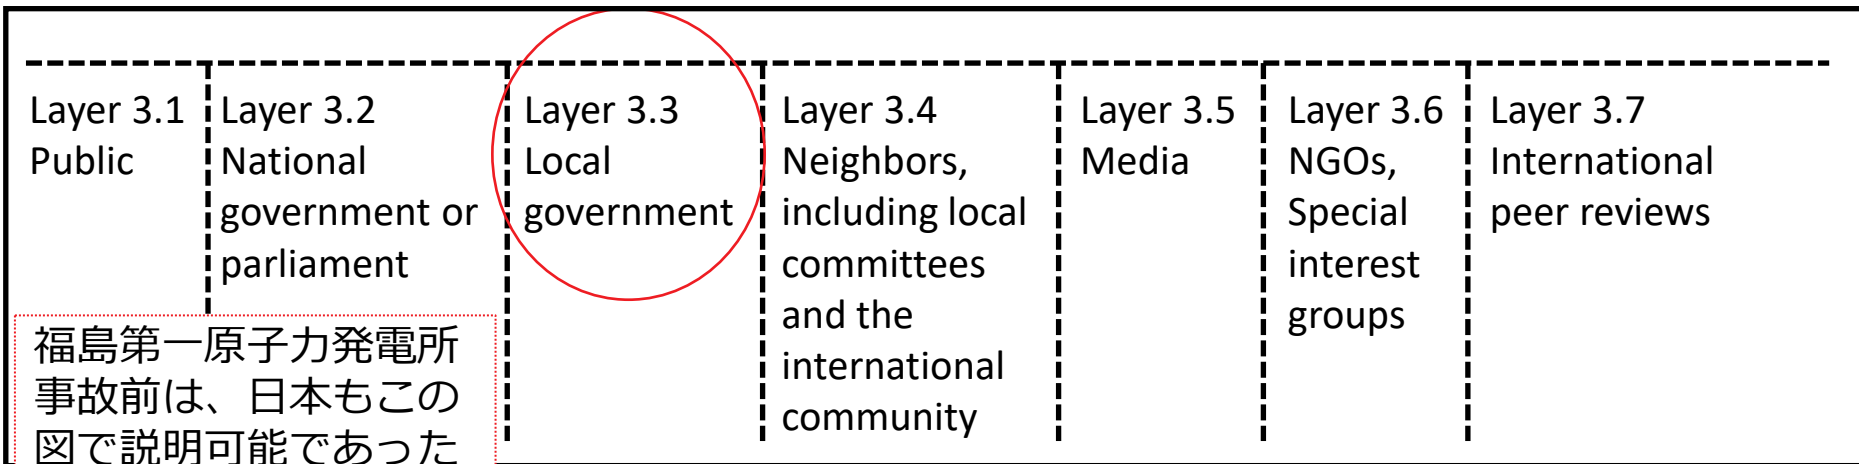 Layer 3.1
Public
Layer 3.2
National
government or
parliament
Layer 3.3
Local
government
Layer 3.4
Neighbors,
including local
committees
and the
international
community
Layer 3.5
Media
Layer 3.6
NGOs,
Special
interest
groups
Layer 3.7
International
peer reviews
福島第一原子力発電所
事故前は、日本もこの
図で説明可能であった